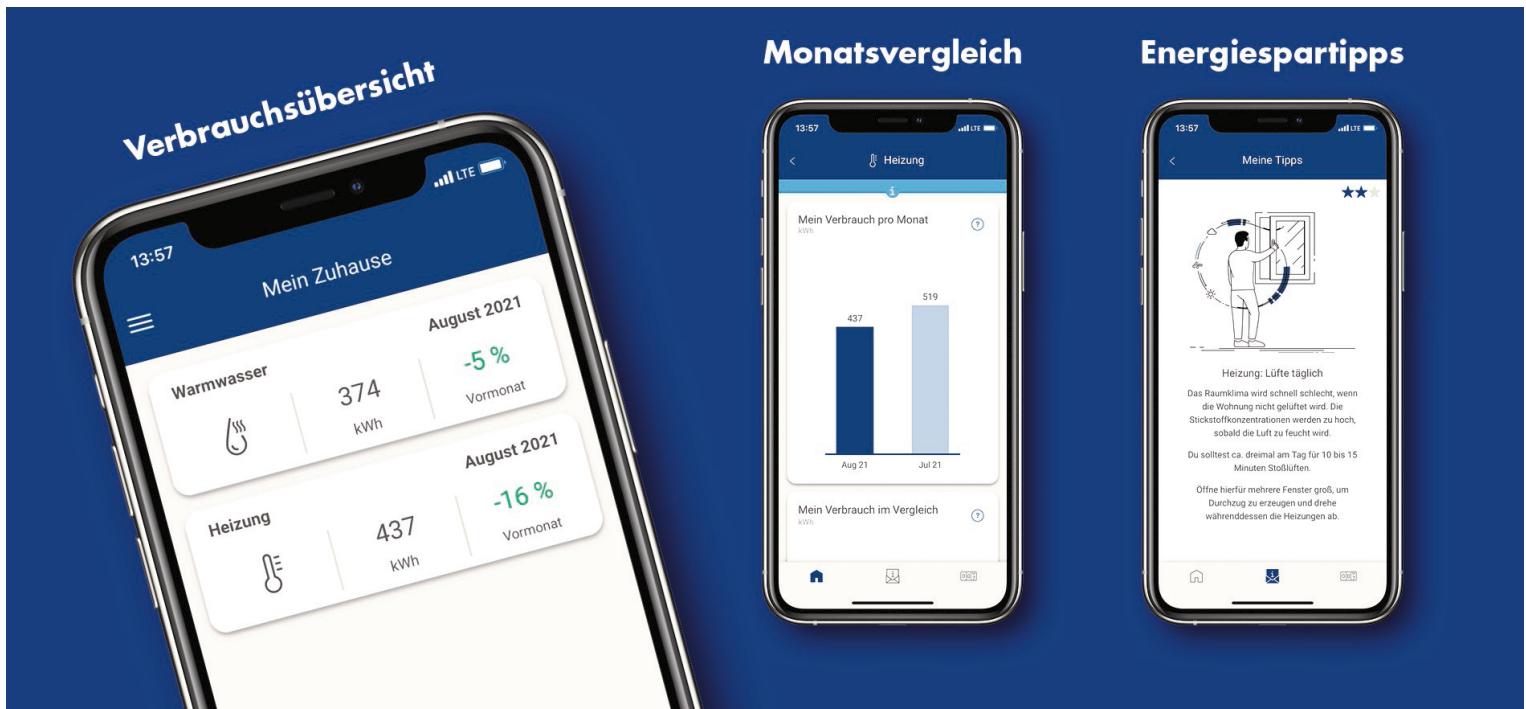 Verbrauchsübersicht
13:57
LTE
Mein Zuhause
August 2021
Warmwasser
374
kWh
-5 %
Vormonat
August 2021
Heizung
437
kWh
-16 %
Vormonat
Monatsvergleich
13:57
LTE
Heizung
i
Mein Verbrauch pro Monat
?
kWh
437
519
Aug 21
Jul 21
Mein Verbrauch im Vergleich
?
kWh
Energiespartipps
13:57
LTE
Meine Tipps
Heizung: Lüfte täglich
Das Raumklima wird schnell schlecht, wenn
die Wohnung nicht gelüftet wird. Die
Stickstoffkonzentrationen werden zu hoch,
sobald die Luft zu feucht wird.
Du solltest ca. dreimal am Tag für 10 bis 15
Minuten Stoßlüften.
Öffne hierfür mehrere Fenster groß, um
Durchzug zu erzeugen und drehe
währenddessen die Heizungen ab.